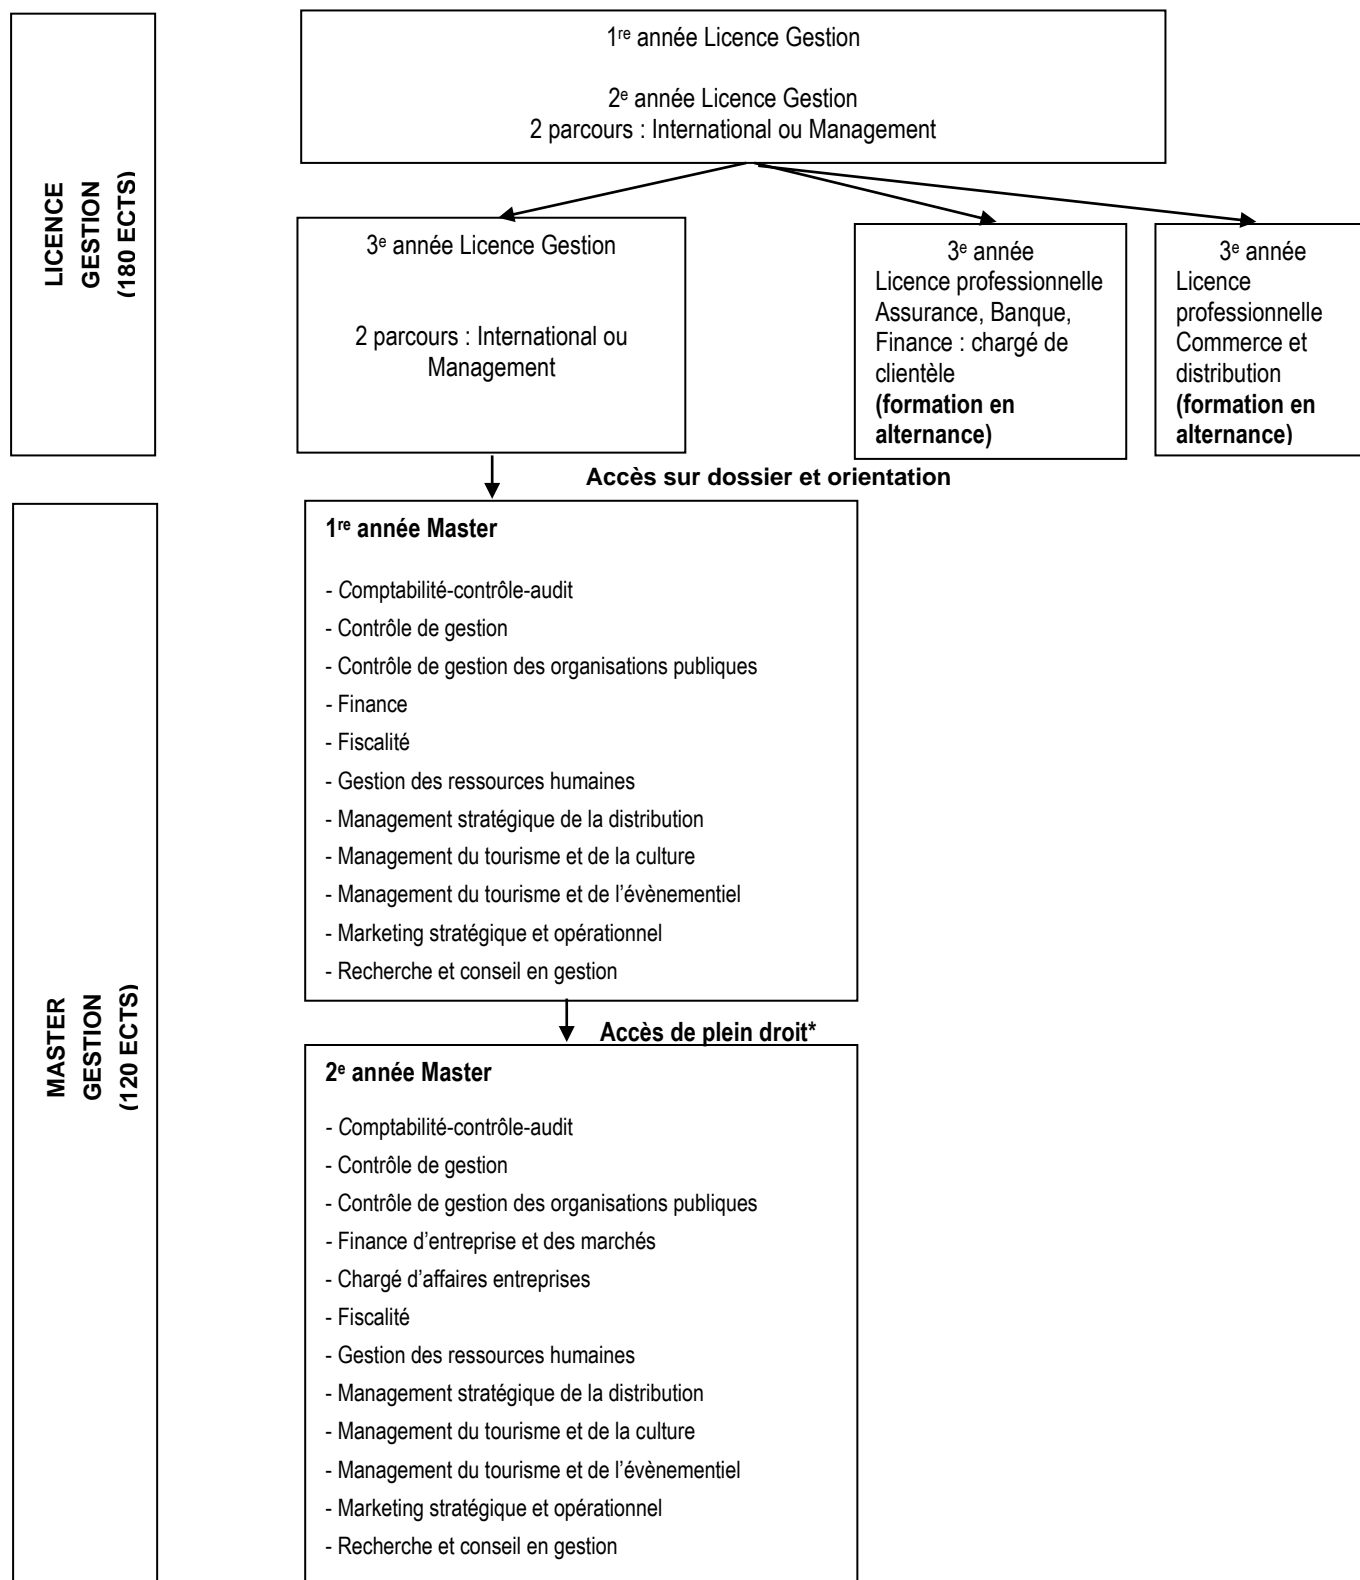 LICENCE
GESTION
(180 ECTS)
1re année Licence Gestion
2e année Licence Gestion
2 parcours : International ou Management
3e année Licence Gestion
2 parcours : International ou
Management
3e année
Licence professionnelle
Assurance, Banque,
Finance : chargé de
clientèle
(formation en
alternance)
3e année
Licence
professionnelle
Commerce et
distribution
(formation en
alternance)
Accès sur dossier et orientation
MASTER
GESTION
(120 ECTS)
1re année Master
- Comptabilité-contrôle-audit
- Contrôle de gestion
- Contrôle de gestion des organisations publiques
- Finance
- Fiscalité
- Gestion des ressources humaines
- Management stratégique de la distribution
- Management du tourisme et de la culture
- Management du tourisme et de l’évènementiel
- Marketing stratégique et opérationnel
- Recherche et conseil en gestion
Accès de plein droit*
2e année Master
- Comptabilité-contrôle-audit
- Contrôle de gestion
- Contrôle de gestion des organisations publiques
- Finance d’entreprise et des marchés
- Chargé d’affaires entreprises
- Fiscalité
- Gestion des ressources humaines
- Management stratégique de la distribution
- Management du tourisme et de la culture
- Management du tourisme et de l’évènementiel
- Marketing stratégique et opérationnel
- Recherche et conseil en gestion